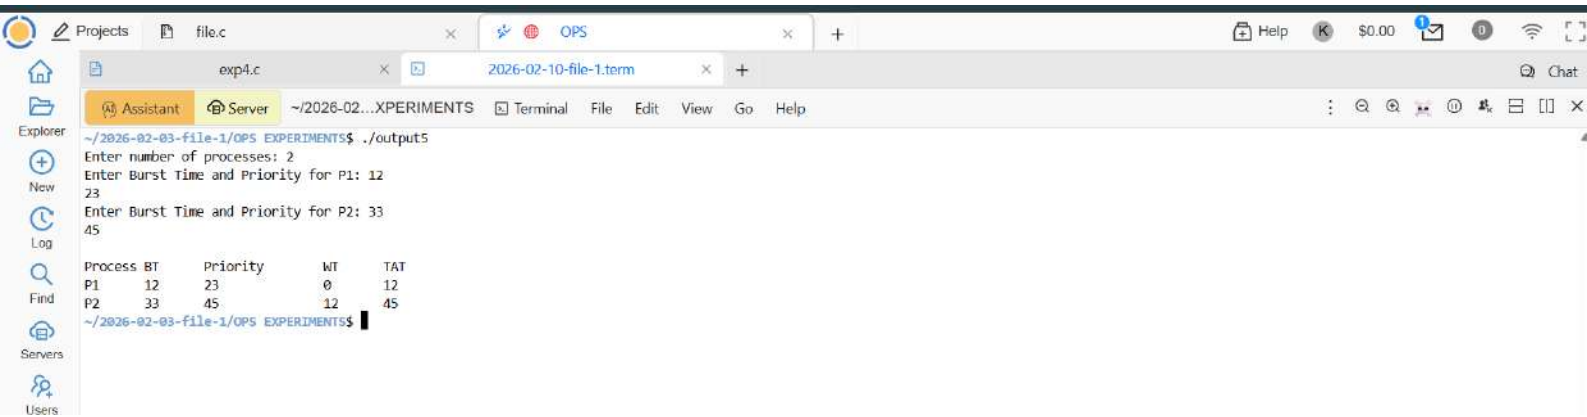 Projects file.c × OPS × + Help K $0.00 1 0
exp4.c × 2026-02-10-file-1.term × + Chat
Assistant Server ~/2026-02...XPERIMENTS Terminal File Edit View Go Help
Explorer
New
Log
Find
Servers
Users
~/2026-02-03-file-1/OPS EXPERIMENTS$ ./output5
Enter number of processes: 2
Enter Burst Time and Priority for P1: 12
23
Enter Burst Time and Priority for P2: 33
45
Process BT Priority WT TAT
P1 12 23 0 12
P2 33 45 12 45
~/2026-02-03-file-1/OPS EXPERIMENTS$